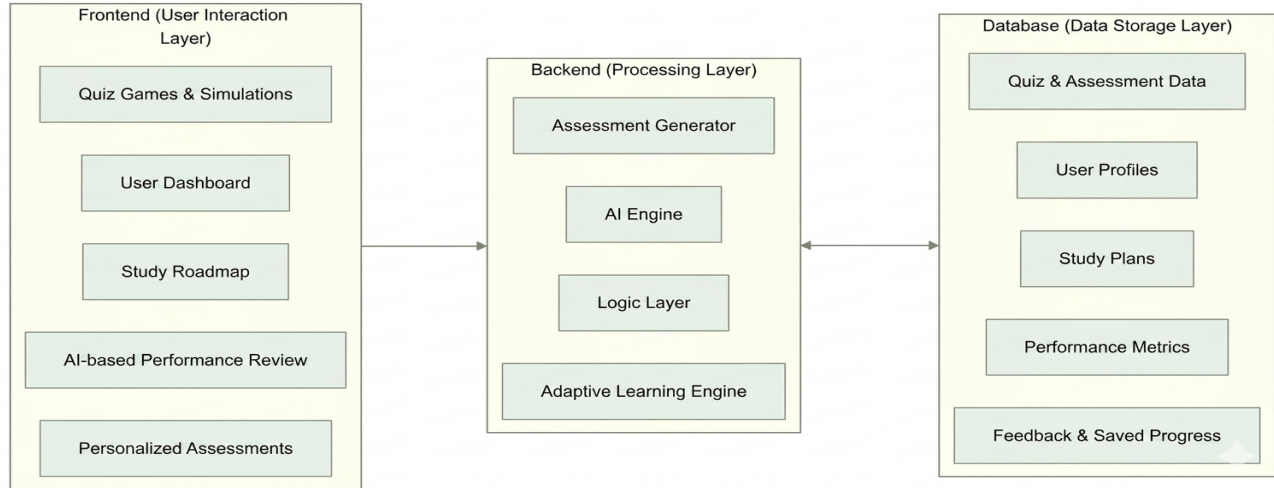 Frontend (User Interaction
Layer)
Quiz Games & Simulations
User Dashboard
Study Roadmap
AI-based Performance Review
Personalized Assessments
Backend (Processing Layer)
Assessment Generator
AI Engine
Logic Layer
Adaptive Learning Engine
Database (Data Storage Layer)
Quiz & Assessment Data
User Profiles
Study Plans
Performance Metrics
Feedback & Saved Progress